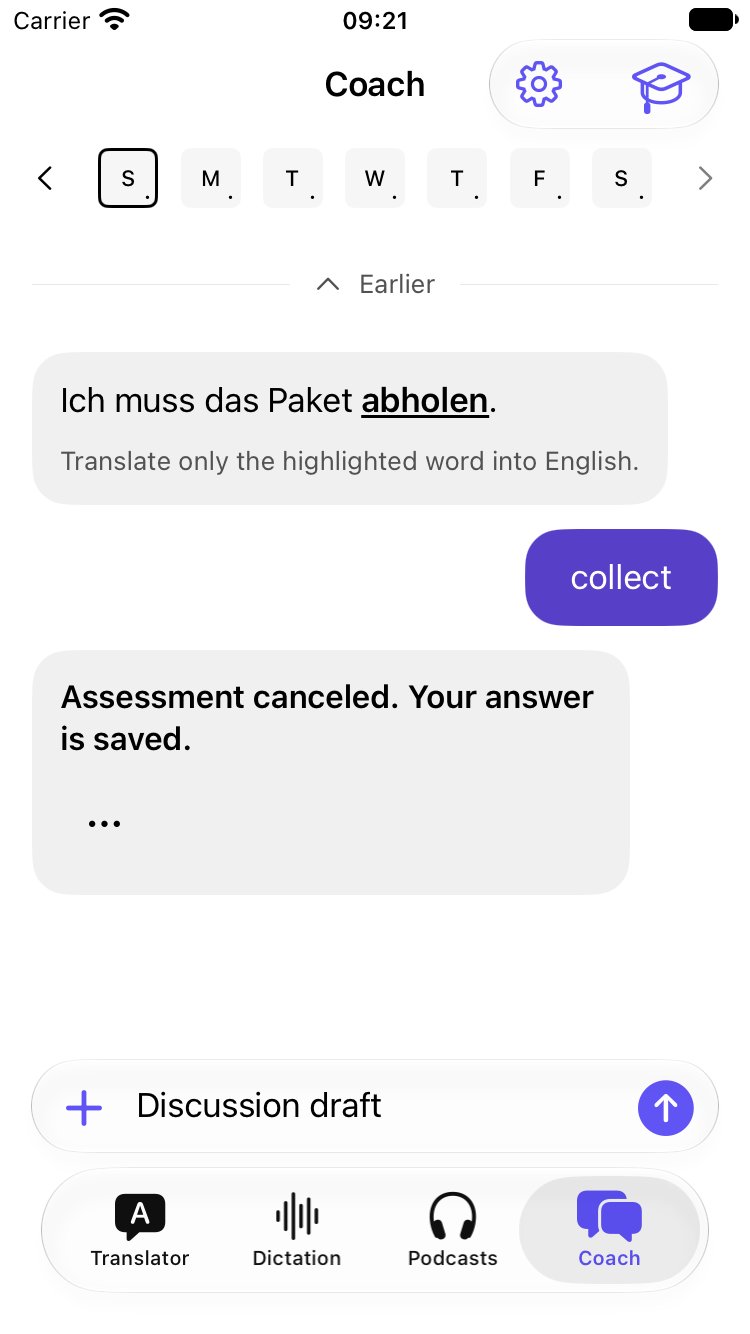 Carrier 09:21
Coach
S. M. T. W. T. F. S.
Earlier
Ich muss das Paket abholen.
Translate only the highlighted word into English.
collect
Assessment canceled. Your answer
is saved.
...
Discussion draft
A
Translator Dictation Podcasts Coach